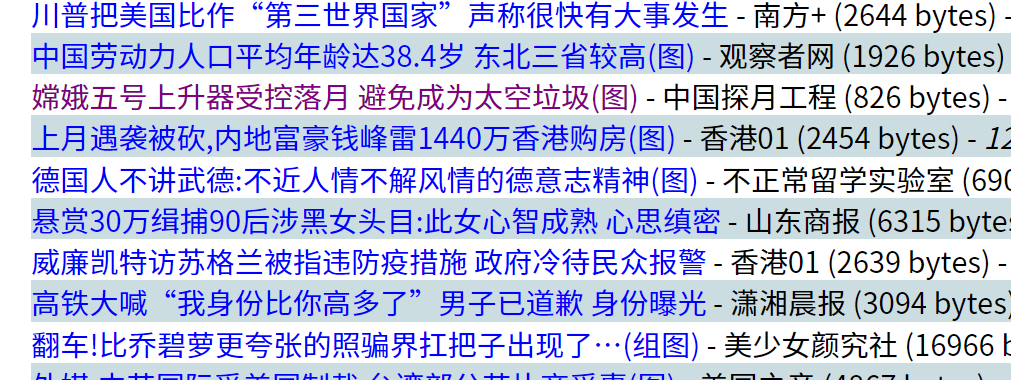 川普把美国比作“第三世界国家”声称很快有大事发生 - 南方+ (2644 bytes) -
中国劳动力人口平均年龄达38.4岁 东北三省较高(图) - 观察者网 (1926 bytes)
嫦娥五号上升器受控落月 避免成为太空垃圾(图) - 中国探月工程 (826 bytes) -
上月遇袭被砍,内地富豪钱峰雷1440万香港购房(图) - 香港01 (2454 bytes) - 12
德国人不讲武德:不近人情不解风情的德意志精神(图) - 不正常留学实验室 (690
悬赏30万缉捕90后涉黑女头目:此女心智成熟 心思缜密 - 山东商报 (6315 bytes
威廉凯特访苏格兰被指违防疫措施 政府冷待民众报警 - 香港01 (2639 bytes) -
高铁大喊“我身份比你高多了”男子已道歉 身份曝光 - 潇湘晨报 (3094 bytes)
翻车!比乔碧萝更夸张的照骗界扛把子出现了…(组图) - 美少女颜究社 (16966 b